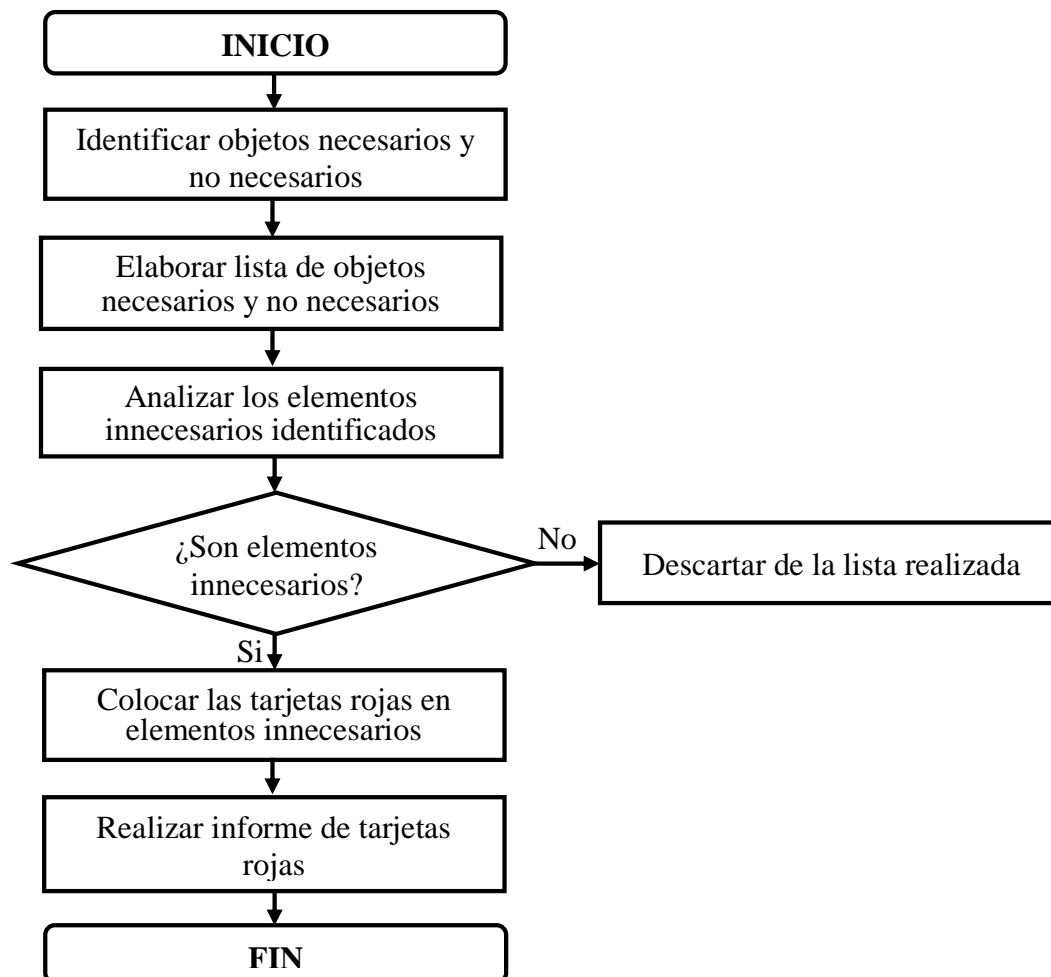 INICIO
Identificar objetos necesarios y
no necesarios
Elaborar lista de objetos
necesarios y no necesarios
Analizar los elementos
innecesarios identificados
¿Son elementos
innecesarios?
No
Descartar de la lista realizada
Si
Colocar las tarjetas rojas en
elementos innecesarios
Realizar informe de tarjetas
rojas
FIN